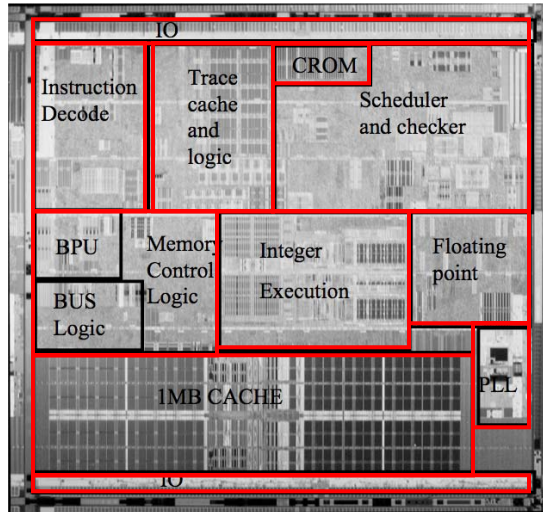 IO
Instruction
Decode
Trace
cache
and
logic
CROM
Scheduler
and checker
BPU
Memory
Control
Logic
BUS
Logic
Integer
Execution
Floating
point
1MB CACHE
PLL
IO